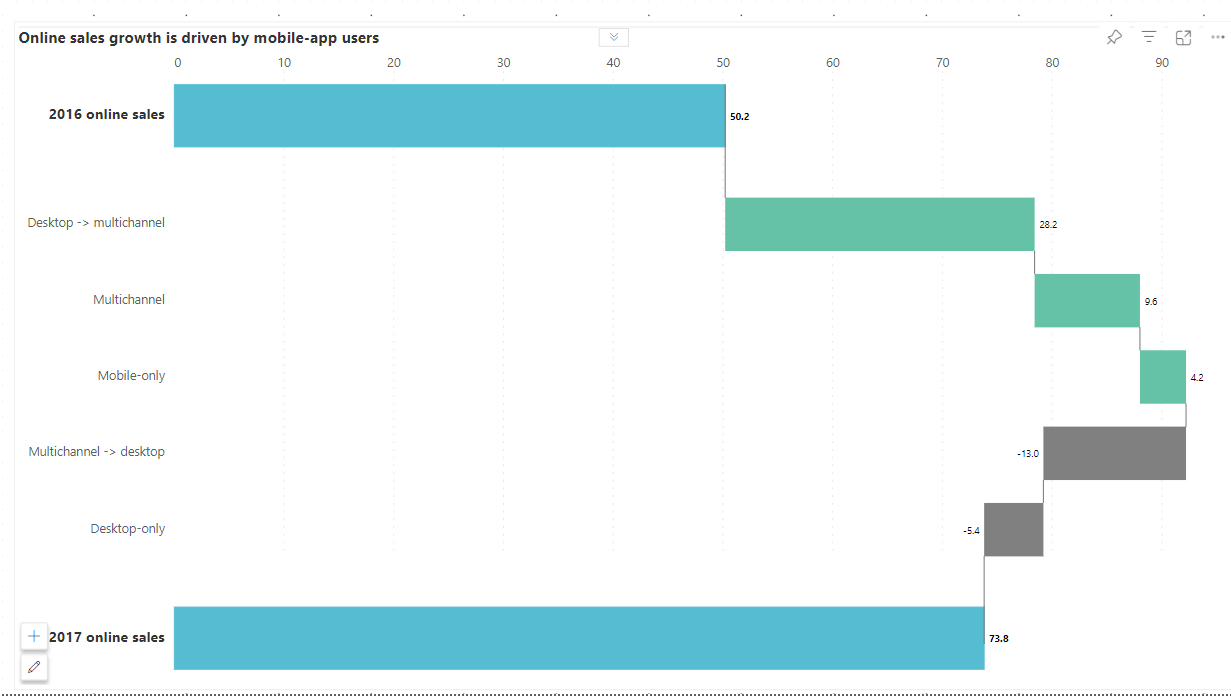 Online sales growth is driven by mobile-app users
0 10 20 30 40 50 60 70 80 90
2016 online sales 50.2
Desktop -> multichannel 28.2
Multichannel 9.6
Mobile-only 4.2
Multichannel -> desktop -13.0
Desktop-only -5.4
2017 online sales 73.8